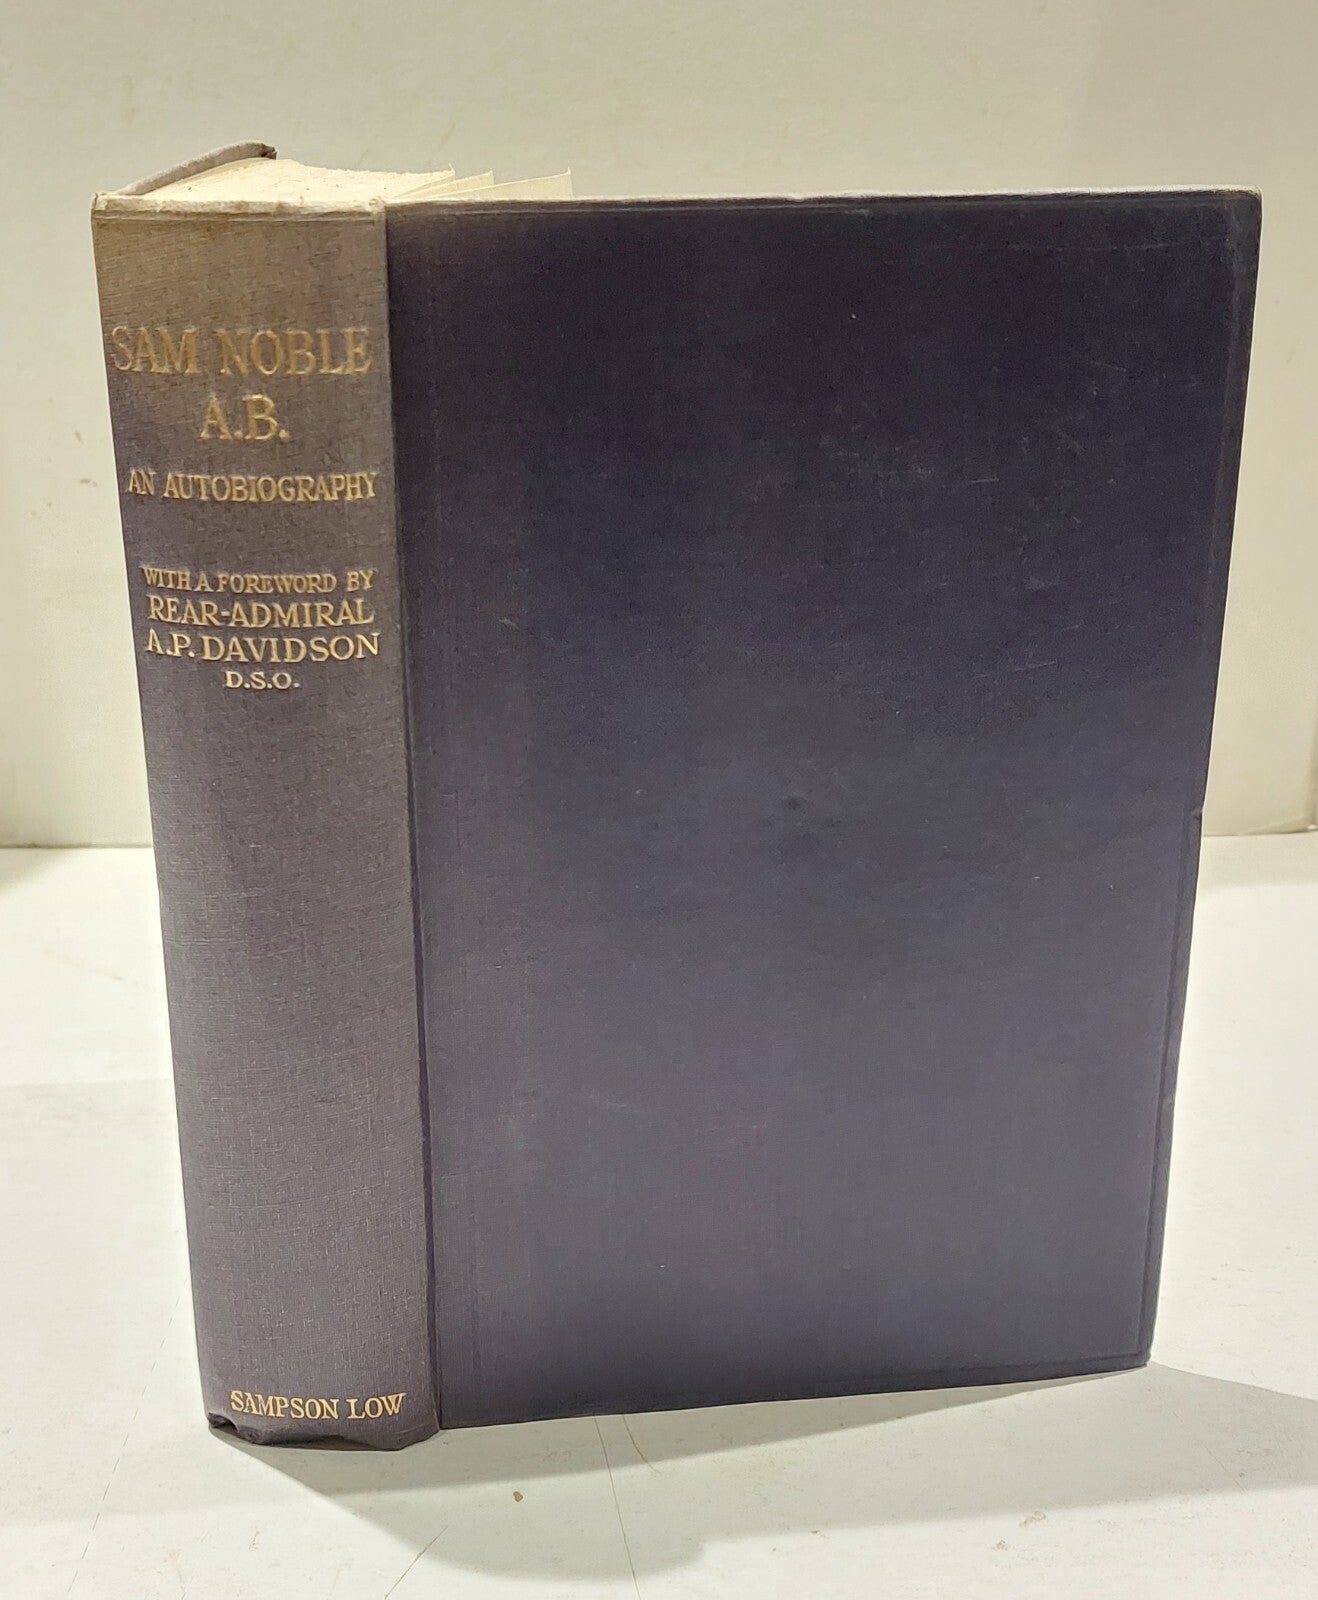 SAM NOBLE
A.B.
AN AUTOBIOGRAPHY
WITH A FOREWORD BY
REAR-ADMIRAL
A.P. DAVIDSON
D.S.O.
SAMPSON LOW